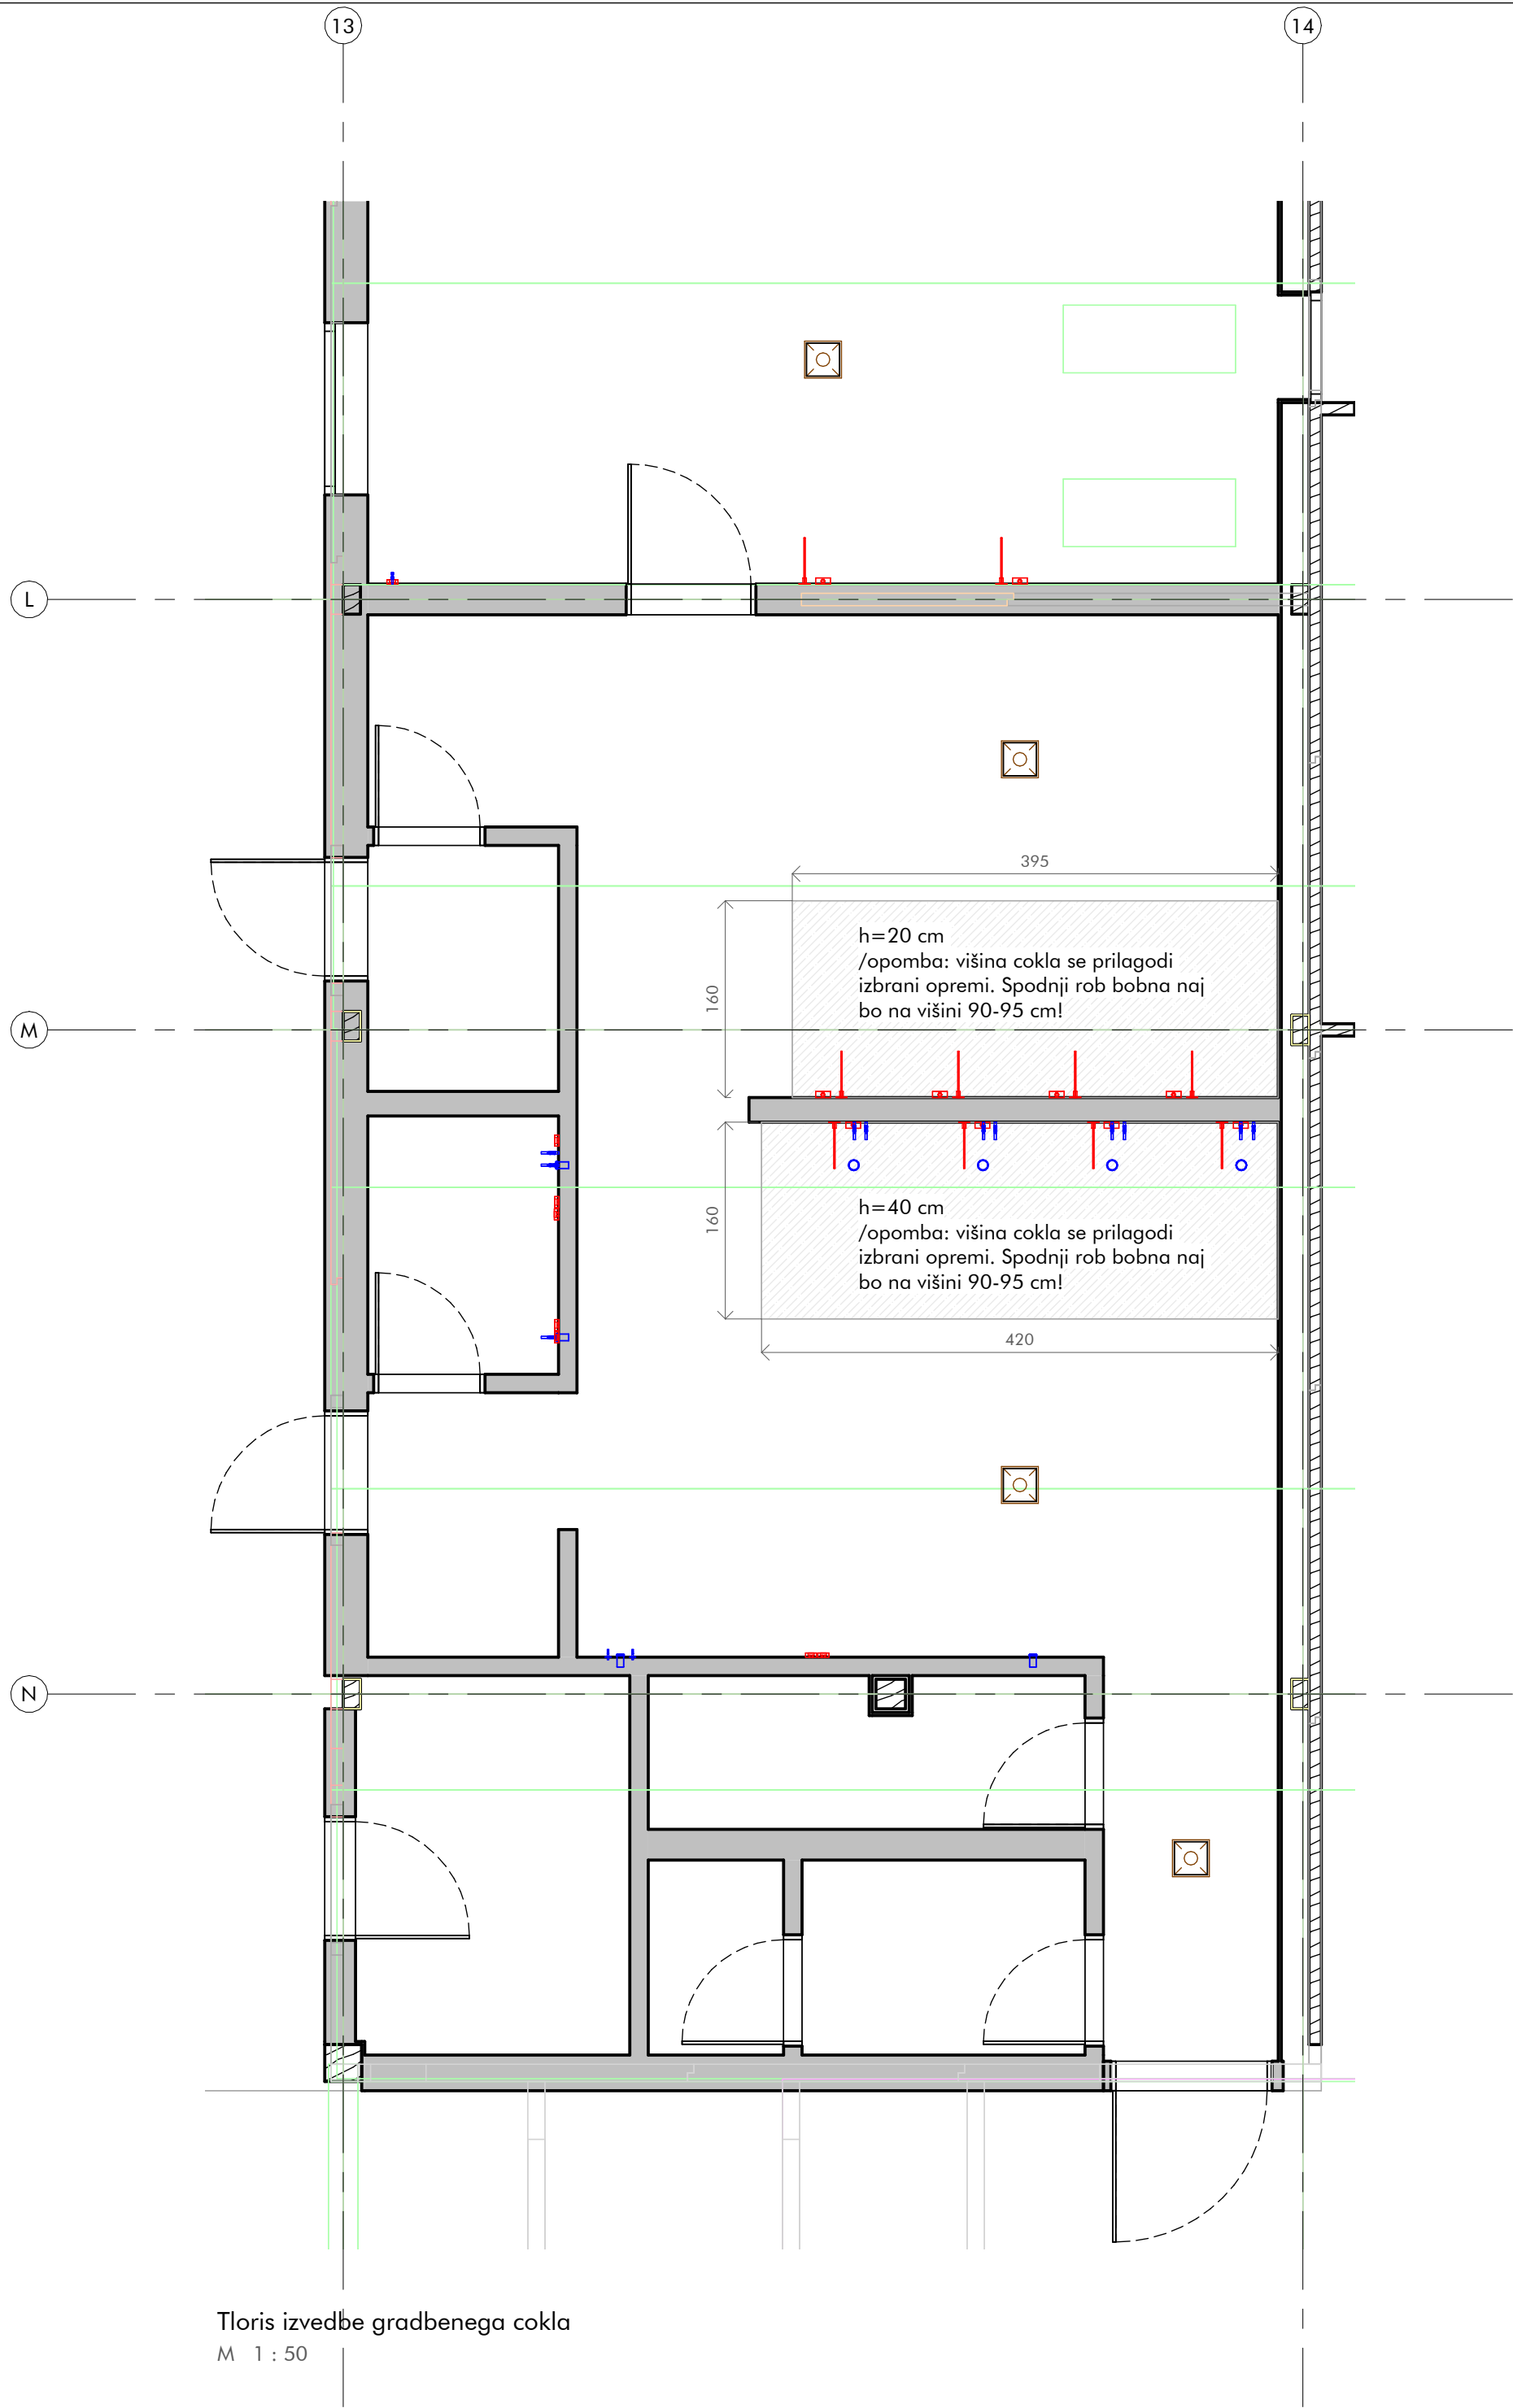 13
14
L
395
h=20 cm
/opomba: višina cokla se prilagodi
izbrani opremi. Spodnji rob bobna naj
bo na višini 90-95 cm!
160
M
h=40 cm
/opomba: višina cokla se prilagodi
izbrani opremi. Spodnji rob bobna naj
bo na višini 90-95 cm!
160
420
N
Tloris izvedbe gradbenega cokla
M 1 : 50